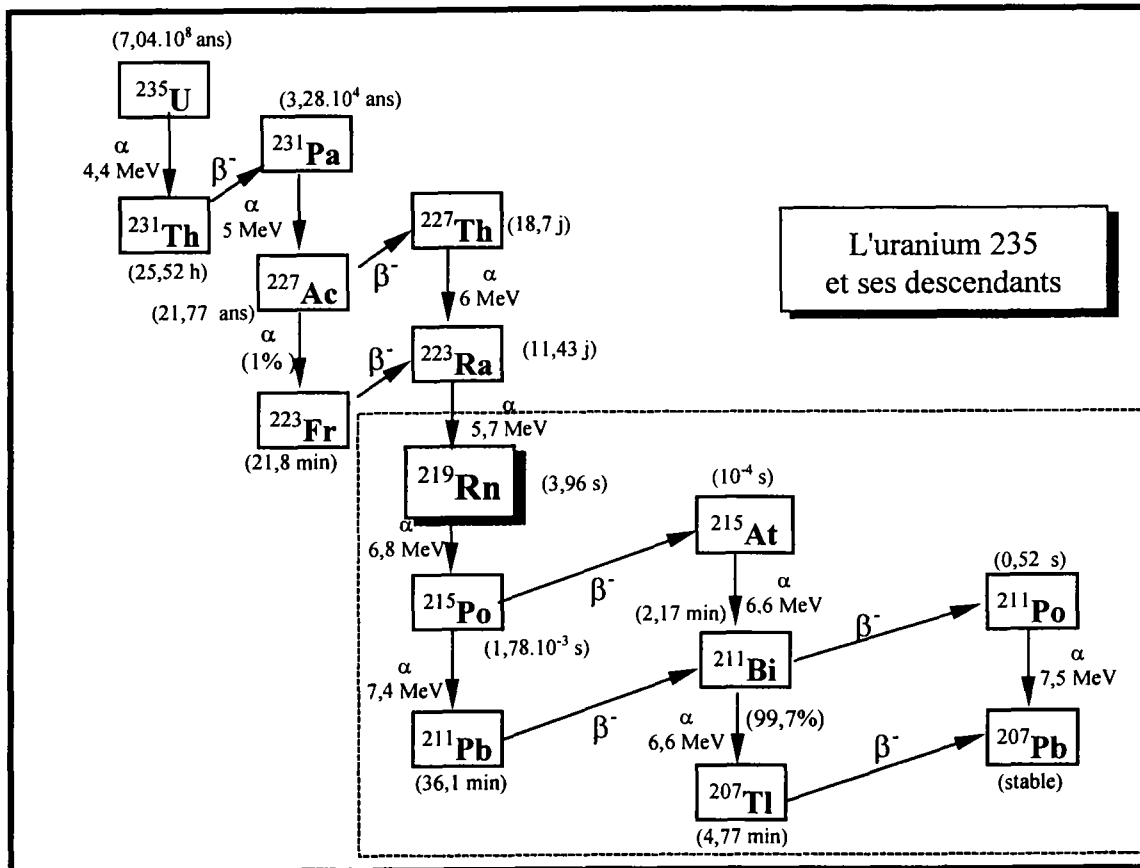 (7,04.10⁸ ans)
²³⁵U
(3,28.10⁴ ans)
²³¹Pa
α
4,4 MeV
β⁻
²³¹Th
(25,52 h)
α
5 MeV
²²⁷Th
(18,7 j)
L'uranium 235
et ses descendants
²²⁷Ac
(21,77 ans)
β⁻
α
6 MeV
α
(1% )
β⁻
²²³Ra
(11,43 j)
²²³Fr
(21,8 min)
α
5,7 MeV
²¹⁹Rn
(3,96 s)
(10⁻⁴ s)
²¹⁵At
α
6,8 MeV
β⁻
²¹⁵Po
(1,78.10⁻³ s)
α
6,6 MeV
(2,17 min)
(0,52 s)
²¹¹Po
β⁻
²¹¹Bi
α
7,4 MeV
β⁻
α
7,5 MeV
²¹¹Pb
(36,1 min)
α
6,6 MeV
(99,7%)
β⁻
²⁰⁷Pb
(stable)
²⁰⁷Tl
(4,77 min)